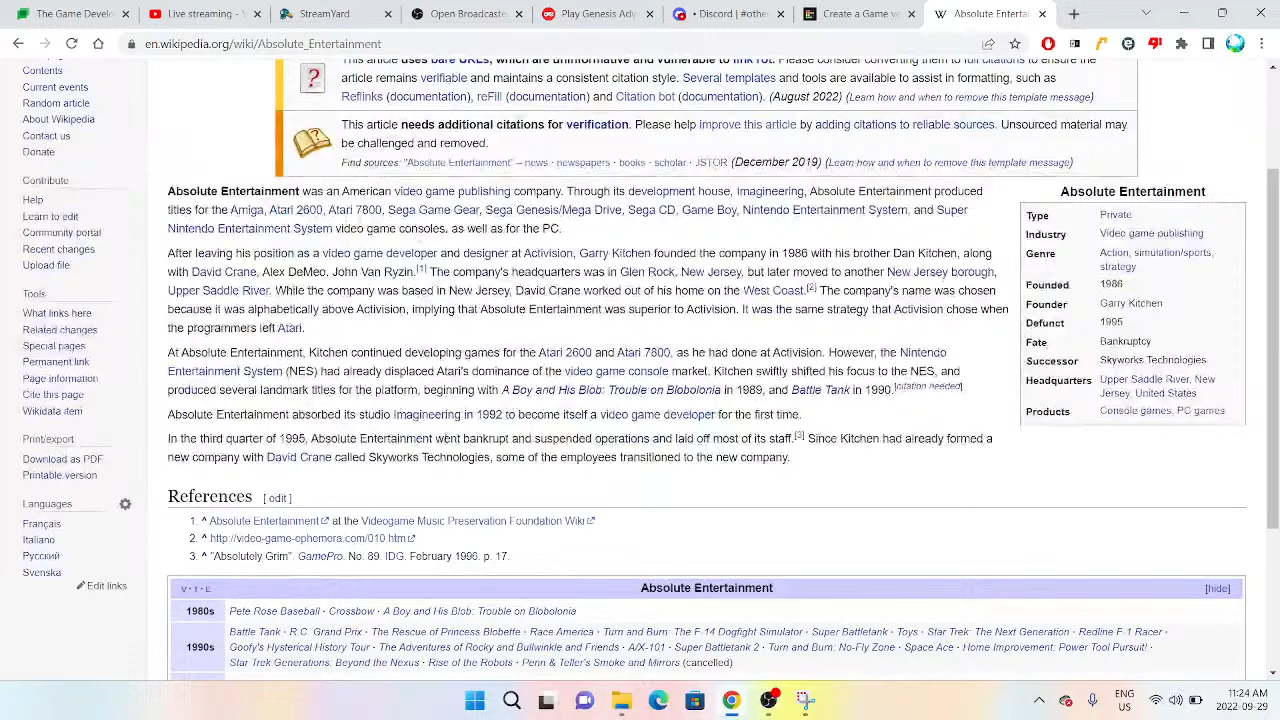 The Game Develo
Live streaming - 
StreamYard
Open Broadcaste
Play Genesis Adv
Discord | #othe
Creation Game ve
Absolute Enterta
en.wikipedia.org/wiki/Absolute_Entertainment
Contents
Current events
Random article
About Wikipedia
Contact us
Donate
Contribute
Help
Learn to edit
Community portal
Recent changes
Upload file
Tools
What links here
Related changes
Special pages
Permanent link
Page information
Cite this page
Wikidata item
Print/export
Download as PDF
Printable version
Languages
Français
Italiano
Русский
Svenska
Edit links
This article uses bare URLs, which are uninformative and vulnerable to link rot. Please consider converting them to full citations to ensure the
article remains verifiable and maintains a consistent citation style. Several templates and tools are available to assist in formatting, such as
Reflinks (documentation), reFill (documentation) and Citation bot (documentation). (August 2022) (Learn how and when to remove this template message)
This article needs additional citations for verification. Please help improve this article by adding citations to reliable sources. Unsourced material may
be challenged and removed.
Find sources: "Absolute Entertainment" – news · newspapers · books · scholar · JSTOR (December 2019) (Learn how and when to remove this template message)
Absolute Entertainment was an American video game publishing company. Through its development house, Imagineering, Absolute Entertainment produced
titles for the Amiga, Atari 2600, Atari 7800, Sega Game Gear, Sega Genesis/Mega Drive, Sega CD, Game Boy, Nintendo Entertainment System, and Super
Nintendo Entertainment System video game consoles, as well as for the PC.
After leaving his position as a video game developer and designer at Activision, Garry Kitchen founded the company in 1986 with his brother Dan Kitchen, along
with David Crane, Alex DeMeo, John Van Ryzin.[1] The company's headquarters was in Glen Rock, New Jersey, but later moved to another New Jersey borough,
Upper Saddle River. While the company was based in New Jersey, David Crane worked out of his home on the West Coast.[2] The company's name was chosen
because it was alphabetically above Activision, implying that Absolute Entertainment was superior to Activision. It was the same strategy that Activision chose when
the programmers left Atari.
At Absolute Entertainment, Kitchen continued developing games for the Atari 2600 and Atari 7800, as he had done at Activision. However, the Nintendo
Entertainment System (NES) had already displaced Atari's dominance of the video game console market. Kitchen swiftly shifted his focus to the NES, and
produced several landmark titles for the platform, beginning with A Boy and His Blob: Trouble on Blobolonia in 1989, and Battle Tank in 1990.[citation needed]
Absolute Entertainment absorbed its studio Imagineering in 1992 to become itself a video game developer for the first time.
In the third quarter of 1995, Absolute Entertainment went bankrupt and suspended operations and laid off most of its staff.[3] Since Kitchen had already formed a
new company with David Crane called Skyworks Technologies, some of the employees transitioned to the new company.
Absolute Entertainment
Type Private
Industry Video game publishing
Genre Action, simulation/sports,
strategy
Founded 1986
Founder Garry Kitchen
Defunct 1995
Fate Bankruptcy
Successor Skyworks Technologies
Headquarters Upper Saddle River, New
Jersey, United States
Products Console games, PC games
References [ edit ]
1. ^ Absolute Entertainment at the Videogame Music Preservation Foundation Wiki
2. ^ http://video-game-ephemera.com/010.htm
3. ^ "Absolutely Grim". GamePro. No. 89. IDG. February 1996. p. 17.
V · T · E Absolute Entertainment [hide]
1980s Pete Rose Baseball · Crossbow · A Boy and His Blob: Trouble on Blobolonia
Battle Tank · R.C. Grand Prix · The Rescue of Princess Blobette · Race America · Turn and Burn: The F-14 Dogfight Simulator · Super Battletank · Toys · Star Trek: The Next Generation · Redline F-1 Racer ·
1990s Goofy's Hysterical History Tour · The Adventures of Rocky and Bullwinkle and Friends · A/X-101 · Super Battletank 2 · Turn and Burn: No-Fly Zone · Space Ace · Home Improvement: Power Tool Pursuit! ·
Star Trek Generations: Beyond the Nexus · Rise of the Robots · Penn & Teller's Smoke and Mirrors (cancelled)
ENG
US
11:24 AM
2022-09-29